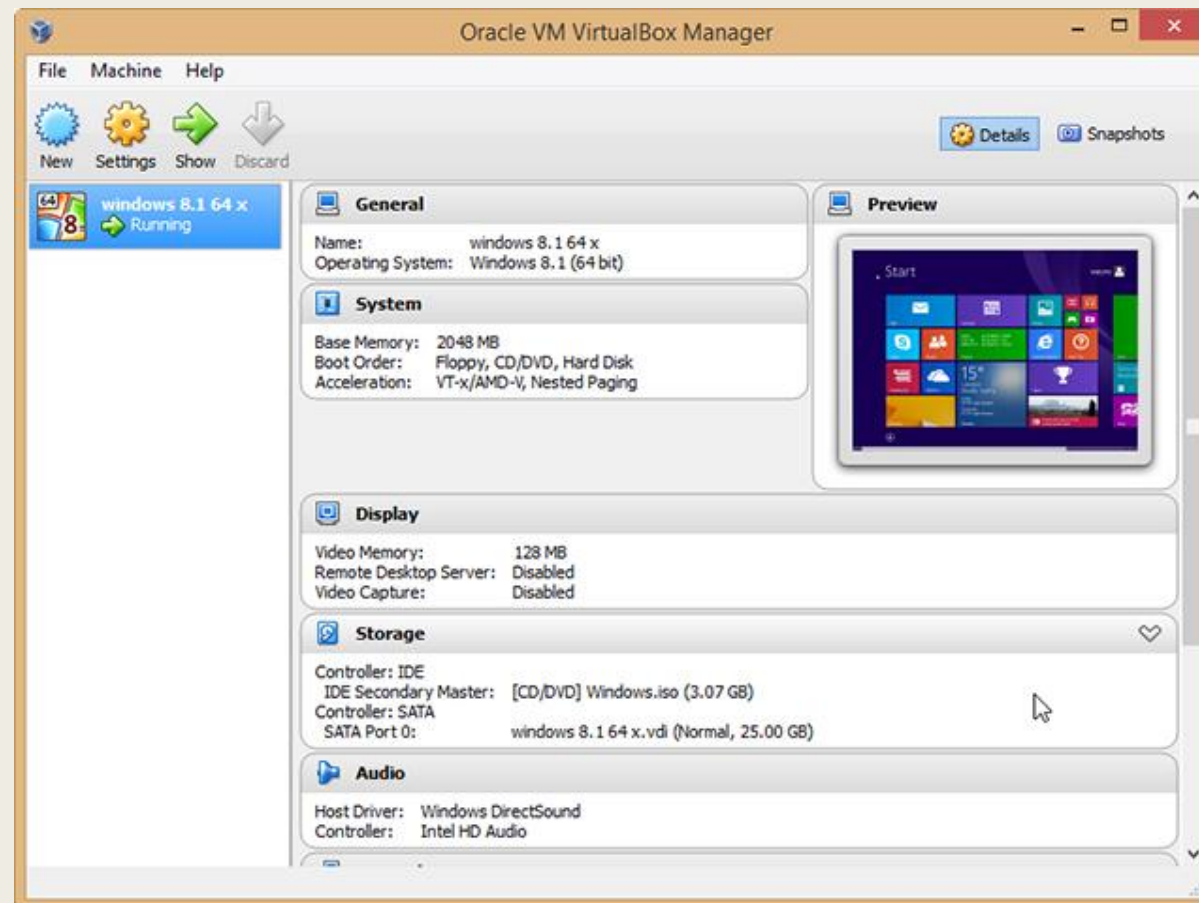 Oracle VM VirtualBox Manager
File Machine Help
New Settings Show Discard
Details Snapshots
64
8
windows 8.1 64 x
Running
General
Name: windows 8.1 64 x
Operating System: Windows 8.1 (64 bit)
System
Base Memory: 2048 MB
Boot Order: Floppy, CD/DVD, Hard Disk
Acceleration: VT-x/AMD-V, Nested Paging
Preview
Start
15°
Display
Video Memory: 128 MB
Remote Desktop Server: Disabled
Video Capture: Disabled
Storage
Controller: IDE
IDE Secondary Master: [CD/DVD] Windows.iso (3.07 GB)
Controller: SATA
SATA Port 0: windows 8.1 64 x.vdi (Normal, 25.00 GB)
Audio
Host Driver: Windows DirectSound
Controller: Intel HD Audio